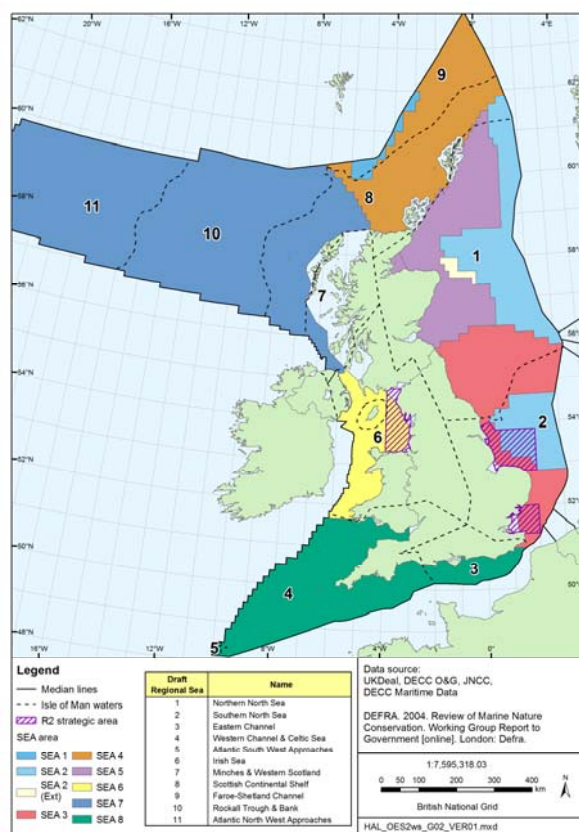 62°N
16°W
12°W
8°W
4°W
0°
4°E
62°N
60°N
60°N
58°N
58°N
56°N
56°N
54°N
54°N
52°N
52°N
50°N
50°N
48°N
16°W
12°W
8°W
4°W
0°
9
8
11
10
1
7
2
6
3
4
5
Legend
Median lines
Isle of Man waters
R2 strategic area
SEA area
SEA 1
SEA 2
SEA 2
(Ext)
SEA 3
SEA 4
SEA 5
SEA 6
SEA 7
SEA 8
Draft
Regional Sea
Name
1 Northern North Sea
2 Southern North Sea
3 Eastern Channel
4 Western Channel & Celtic Sea
5 Atlantic South West Approaches
6 Irish Sea
7 Minches & Western Scotland
8 Scottish Continental Shelf
9 Faroe-Shetland Channel
10 Rockall Trough & Bank
11 Atlantic North West Approaches
Data source:
UKDeal, DECC O&G, JNCC,
DECC Maritime Data
DEFRA. 2004. Review of Marine Nature
Conservation. Working Group Report to
Government [online]. London: Defra.
1:7,595,318.03
0 100 200 300 400
km
British National Grid
HAL_OES2ws_G02_VER01.mxd